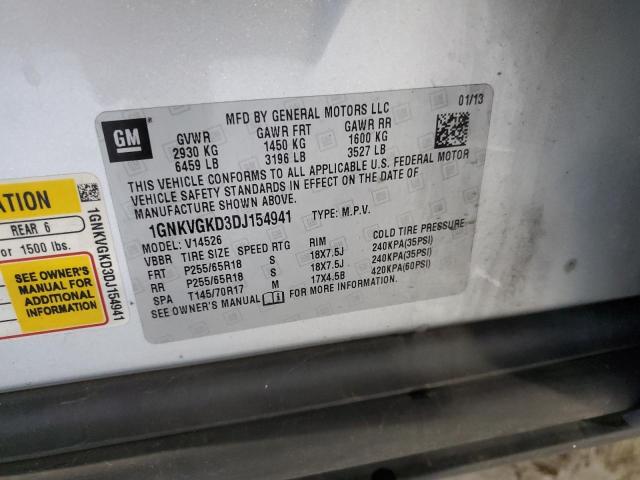 GM
MFD BY GENERAL MOTORS LLC 01/13
GVWR GAWR FRT GAWR RR
2930 KG 1450 KG 1600 KG
6459 LB 3196 LB 3527 LB
THIS VEHICLE CONFORMS TO ALL APPLICABLE U.S. FEDERAL MOTOR
VEHICLE SAFETY STANDARDS IN EFFECT ON THE DATE OF
MANUFACTURE SHOWN ABOVE.
1GNKVGKD3DJ154941 TYPE: M.P.V.
MODEL: V14526
VBBR TIRE SIZE SPEED RTG RIM COLD TIRE PRESSURE
FRT P255/65R18 S 18X7.5J 240KPA(35PSI)
RR P255/65R18 S 18X7.5J 240KPA(35PSI)
SPA T145/70R17 M 17X4.5B 420KPA(60PSI)
SEE OWNER'S MANUAL FOR MORE INFORMATION.
ATION
REAR 6
or 1500 lbs.
SEE OWNER'S
MANUAL FOR
ADDITIONAL
INFORMATION
1GNKVGKD3DJ154941